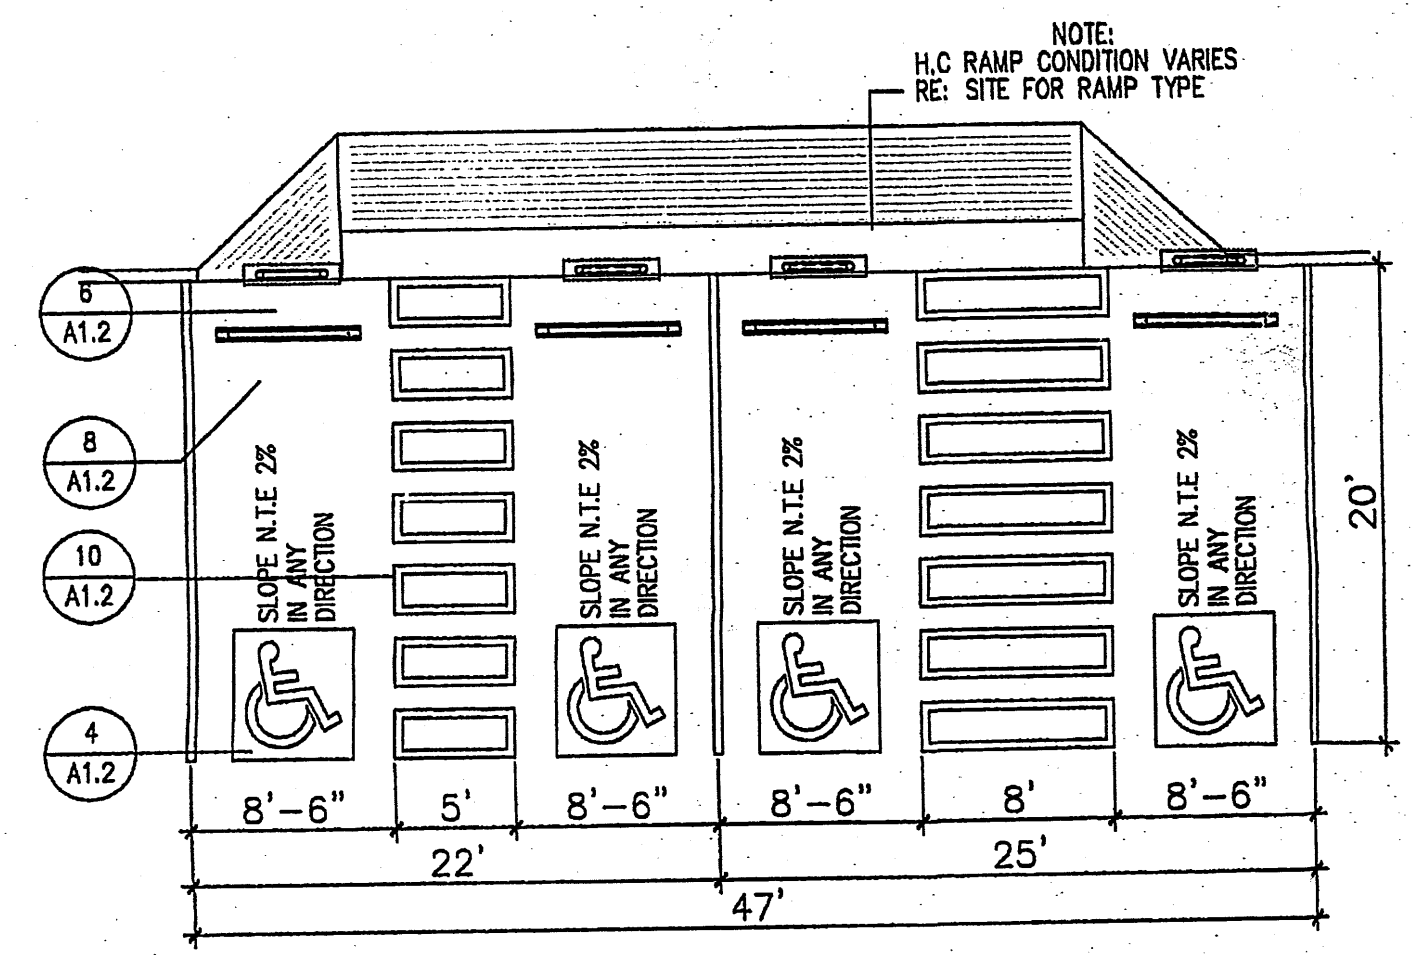 NOTE:
H.C RAMP CONDITION VARIES
RE: SITE FOR RAMP TYPE
6
A1.2
8
A1.2
10
A1.2
4
A1.2
SLOPE N.T.E 2%
IN ANY
DIRECTION
SLOPE N.T.E 2%
IN ANY
DIRECTION
SLOPE N.T.E 2%
IN ANY
DIRECTION
SLOPE N.T.E 2%
IN ANY
DIRECTION
20'
8'-6"
5'
8'-6"
8'-6"
8'
8'-6"
22'
25'
47'